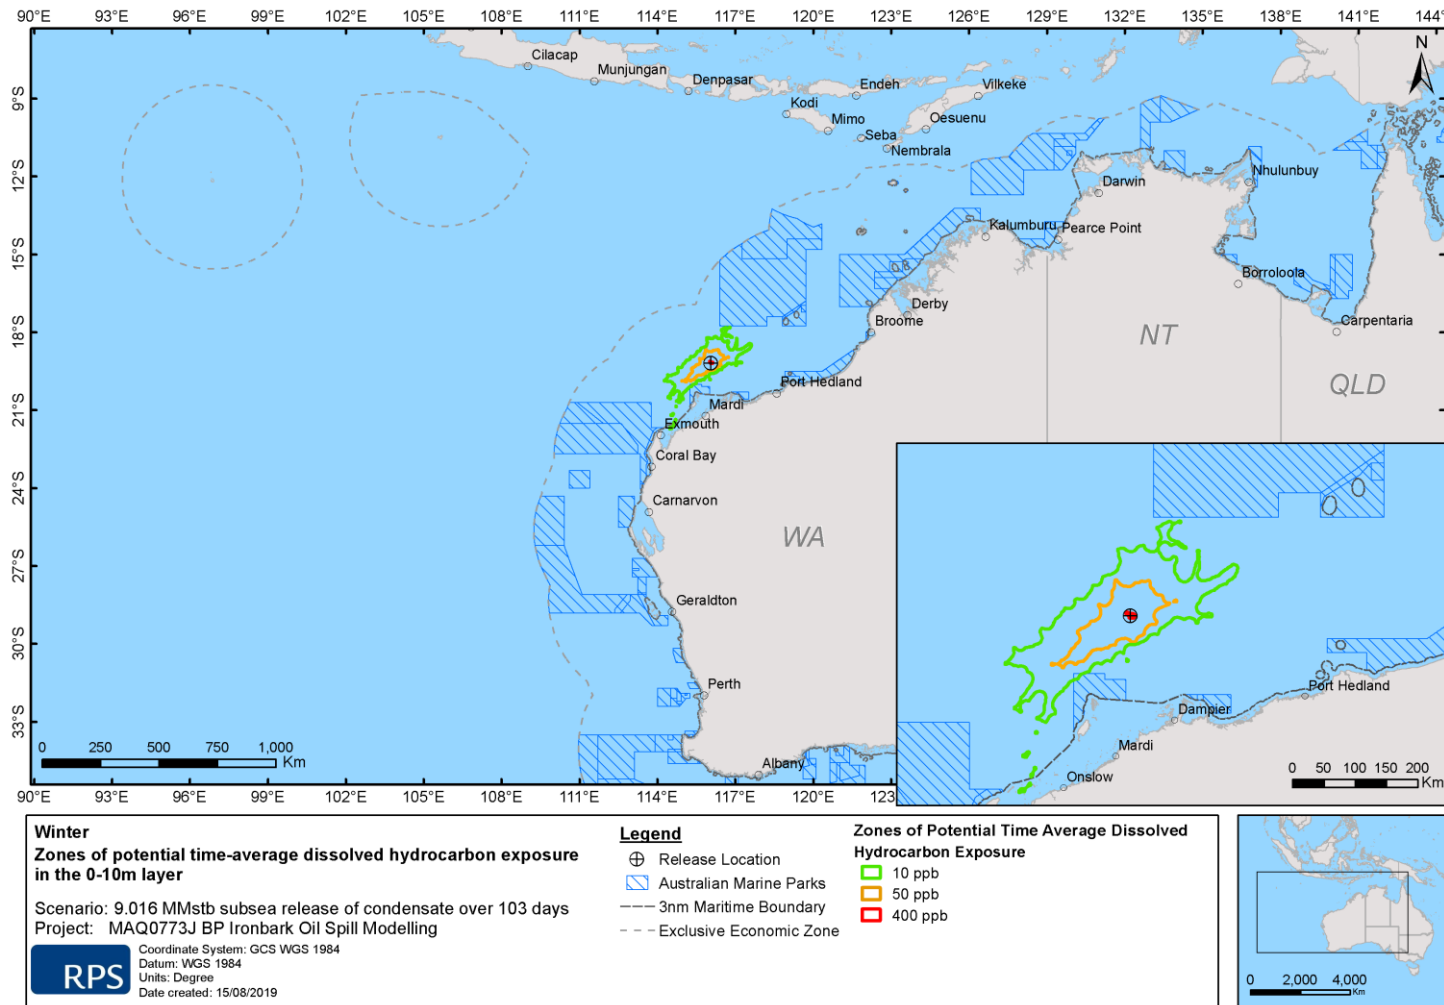 90°E 93°E 96°E 99°E 102°E 105°E 108°E 111°E 114°E 117°E 120°E 123°E 126°E 129°E 132°E 135°E 138°E 141°E 144°E
N
Cilacap
Munjungan
Denpasar
Endeh
Vilkeke
Kodi
Mimo
Oesuenu
Seba
Nembrala
9°S
12°S
15°S
18°S
21°S
24°S
27°S
30°S
33°S
Darwin
Nhulunbuy
Kalumburu
Pearce Point
Borroloola
Derby
Broome
Carpentaria
NT
QLD
Port Hedland
Mardi
Exmouth
Coral Bay
Carnarvon
WA
Geraldton
Perth
Albany
0 250 500 750 1,000
Km
Port Hedland
Dampier
Mardi
Onslow
0 50 100 150 200
Km
90°E 93°E 96°E 99°E 102°E 105°E 108°E 111°E 114°E 117°E 120°E 123°
Winter
Zones of potential time-average dissolved hydrocarbon exposure
in the 0-10m layer
Scenario: 9.016 MMstb subsea release of condensate over 103 days
Project: MAQ0773J BP Ironbark Oil Spill Modelling
RPS
Coordinate System: GCS WGS 1984
Datum: WGS 1984
Units: Degree
Date created: 15/08/2019
Legend
Release Location
Australian Marine Parks
3nm Maritime Boundary
Exclusive Economic Zone
Zones of Potential Time Average Dissolved
Hydrocarbon Exposure
10 ppb
50 ppb
400 ppb
0 2,000 4,000
Km